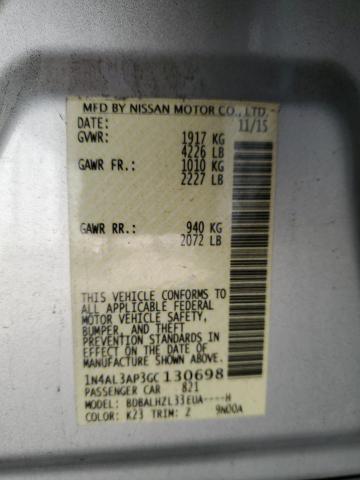 MFD BY NISSAN MOTOR CO., LTD.
DATE: 11/15
GVWR: 1917 KG
4226 LB
GAWR FR.: 1010 KG
2227 LB
GAWR RR.: 940 KG
2072 LB
THIS VEHICLE CONFORMS TO
ALL APPLICABLE FEDERAL
MOTOR VEHICLE SAFETY,
BUMPER, AND THEFT
PREVENTION STANDARDS
IN EFFECT ON THE DATE OF
MANUFACTURE SHOWN ABOVE.
1N4AL3AP3GC130698
PASSENGER CAR 821
MODEL: BDBALHZL33EUA----H
COLOR: K23 TRIM: Z 9N00A